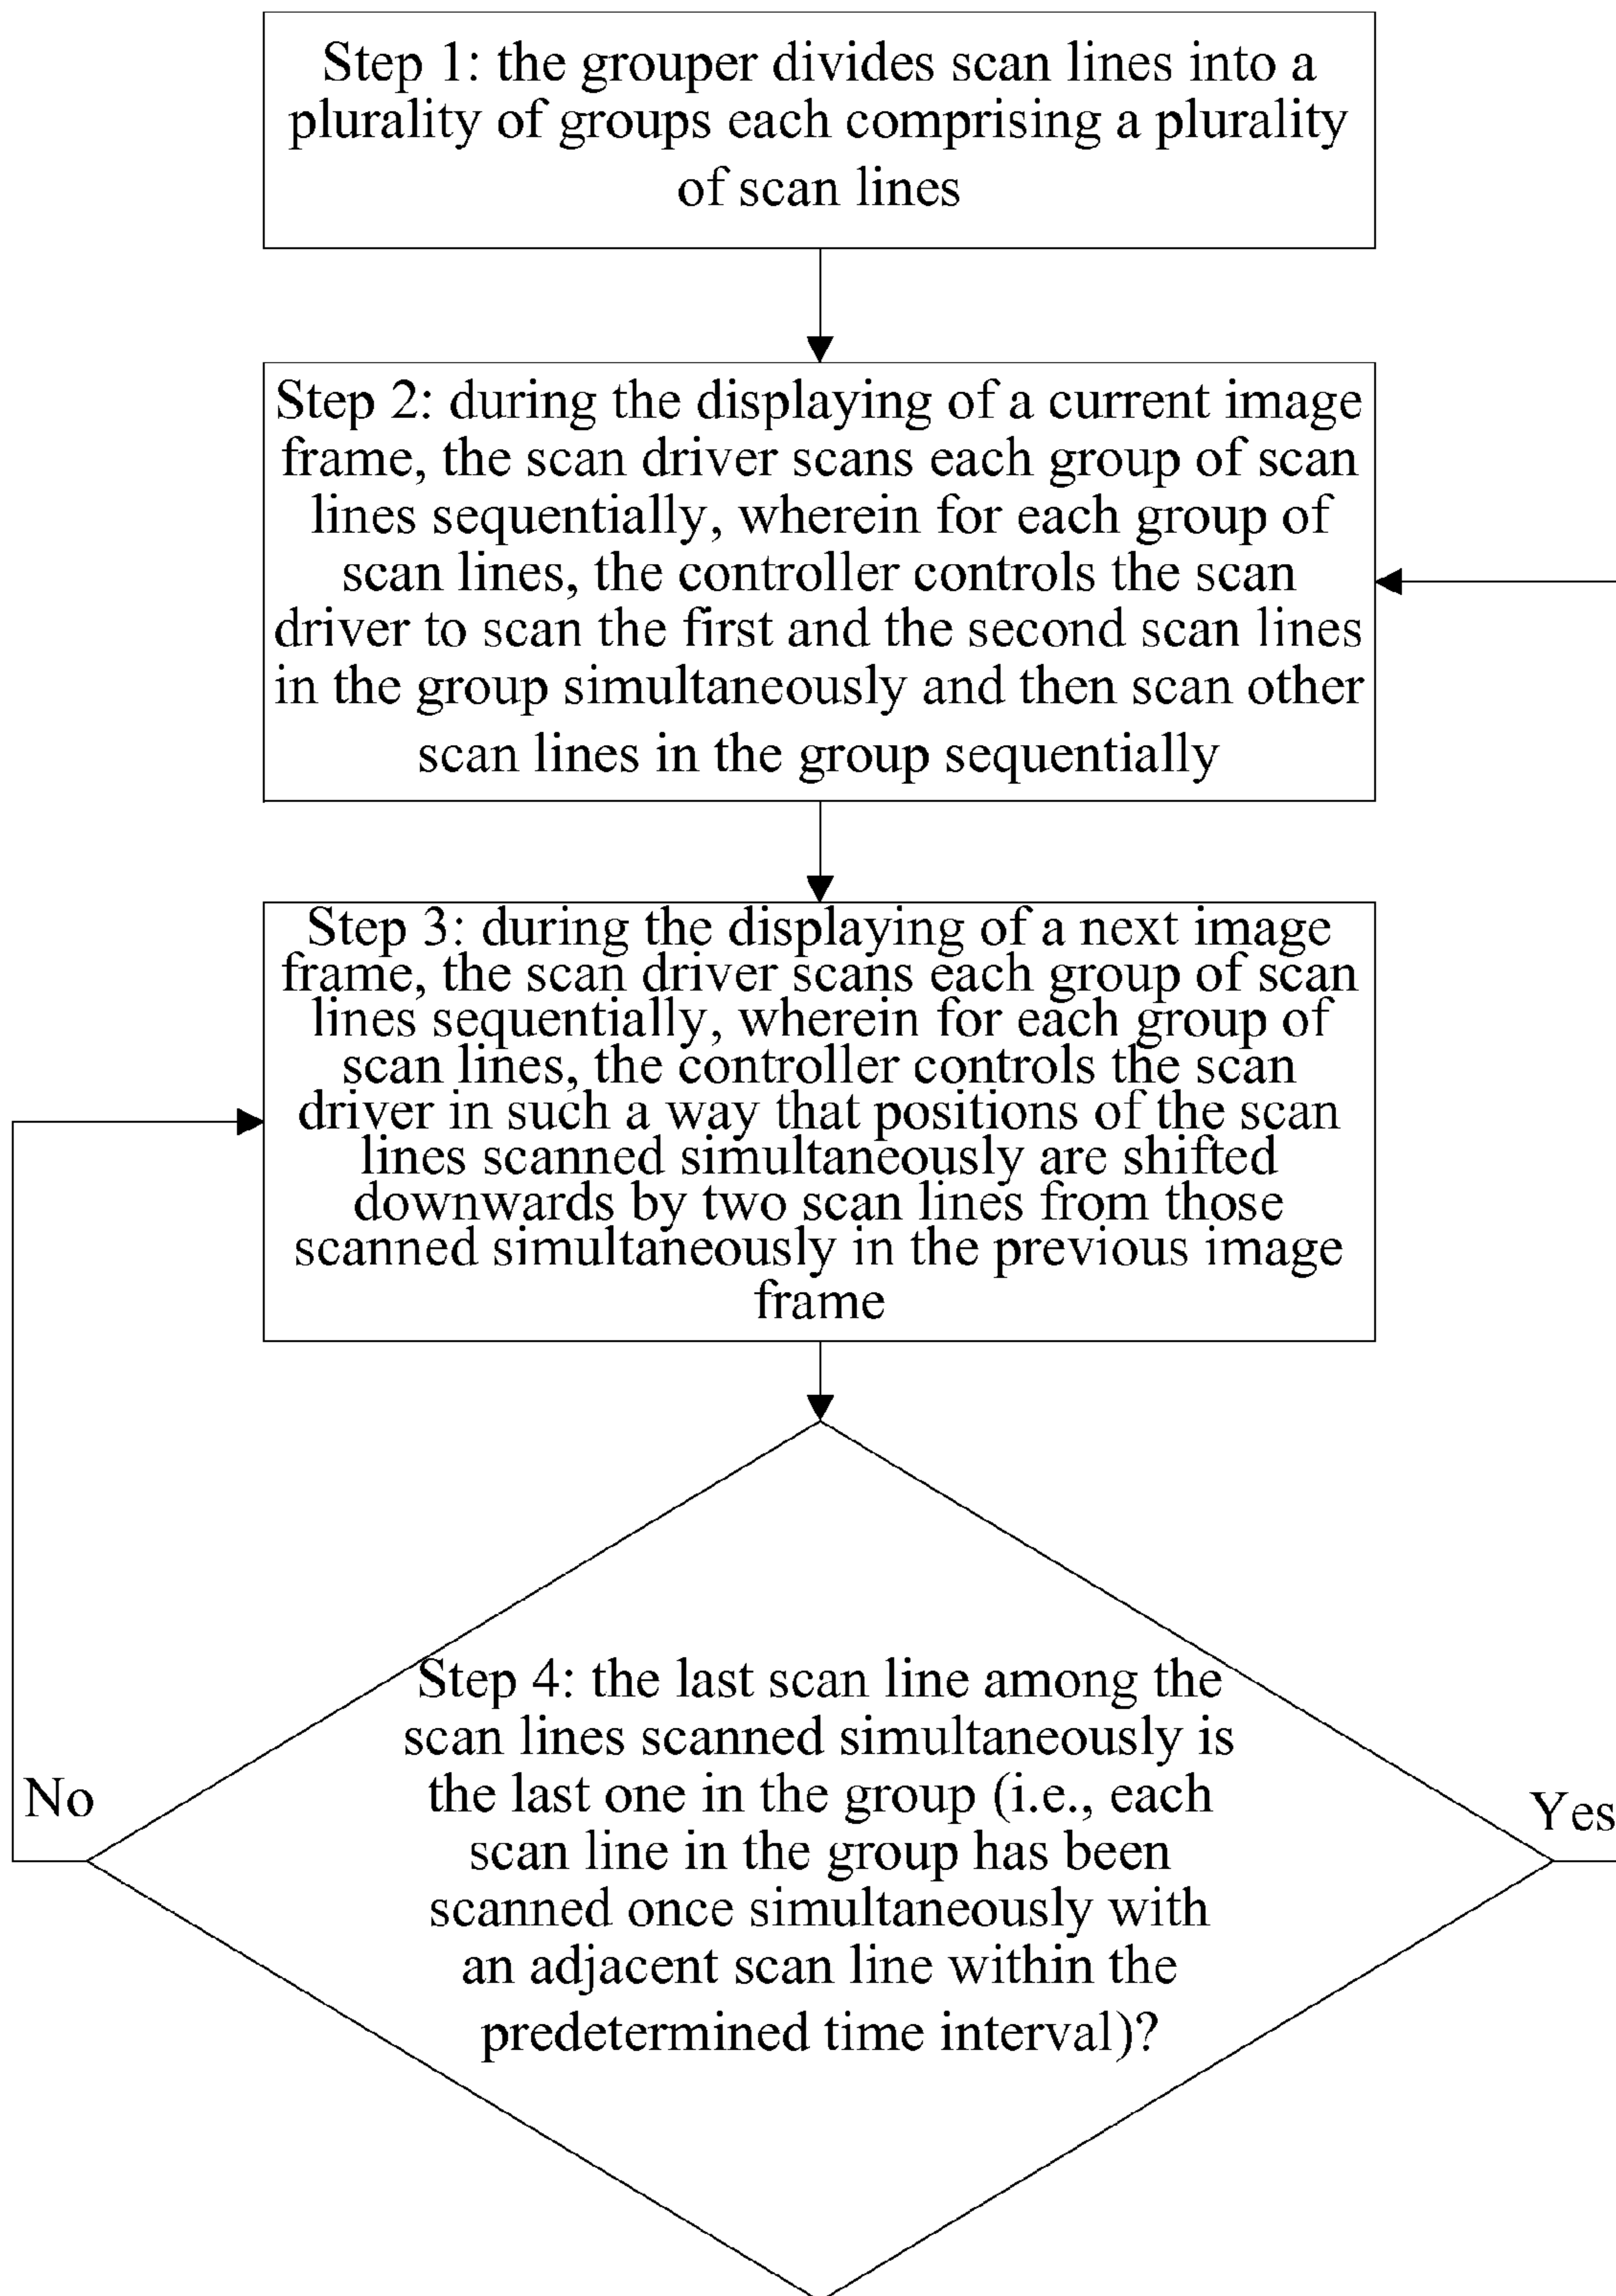 Step 1: the grouper divides scan lines into a
plurality of groups each comprising a plurality
of scan lines
Step 2: during the displaying of a current image
frame, the scan driver scans each group of scan
lines sequentially, wherein for each group of
scan lines, the controller controls the scan
driver to scan the first and the second scan lines
in the group simultaneously and then scan other
scan lines in the group sequentially
Step 3: during the displaying of a next image
frame, the scan driver scans each group of scan
lines sequentially, wherein for each group of
scan lines, the controller controls the scan
driver in such a way that positions of the scan
lines scanned simultaneously are shifted
downwards by two scan lines from those
scanned simultaneously in the previous image
frame
Step 4: the last scan line among the
scan lines scanned simultaneously is
the last one in the group (i.e., each
scan line in the group has been
scanned once simultaneously with
an adjacent scan line within the
predetermined time interval)?
No
Yes